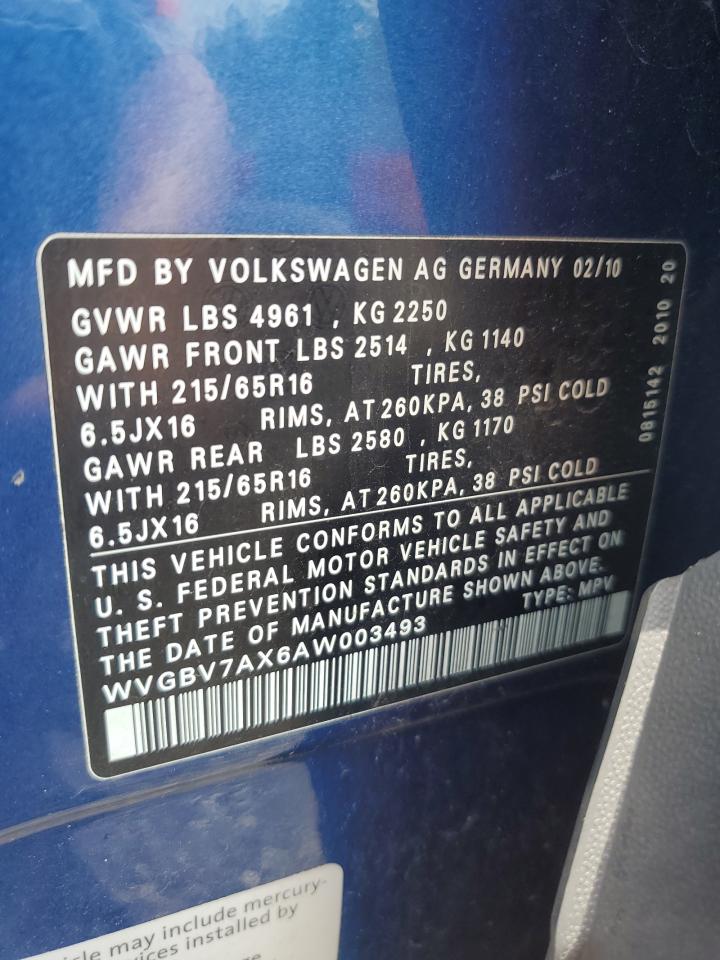 MFD BY VOLKSWAGEN AG GERMANY 02/10
GVWR LBS 4961 , KG 2250
GAWR FRONT LBS 2514 , KG 1140
WITH 215/65R16 TIRES,
6.5JX16 RIMS, AT 260KPA, 38 PSI COLD
GAWR REAR LBS 2580 , KG 1170
WITH 215/65R16 TIRES,
6.5JX16 RIMS, AT 260KPA, 38 PSI COLD
THIS VEHICLE CONFORMS TO ALL APPLICABLE
U. S. FEDERAL MOTOR VEHICLE SAFETY AND
THEFT PREVENTION STANDARDS IN EFFECT ON
THE DATE OF MANUFACTURE SHOWN ABOVE.
WVGBV7AX6AW003493 TYPE: MPV
0815142 2010 20
may include mercury-
installed by